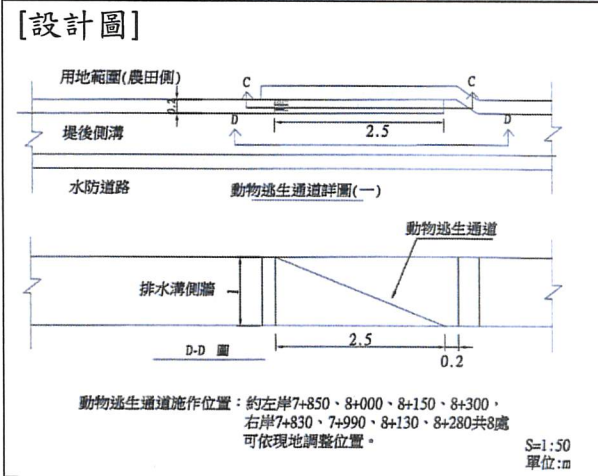 [設計圖]
用地範圍(農田側)
C
C
0.2
D
D
2.5
堤後側溝
水防道路
動物逃生通道詳圖(一)
動物逃生通道
排水溝側牆
2.5
0.2
D-D 圖
動物逃生通道施作位置：約左岸7+850、8+000、8+150、8+300，
右岸7+830、7+990、8+130、8+280共8處
可依現地調整位置。
S=1:50
單位:m